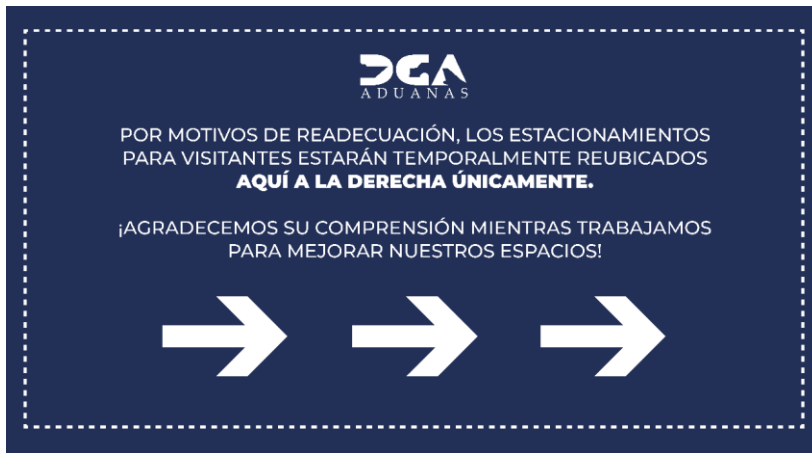 DGA
ADUANAS
POR MOTIVOS DE READECUACIÓN, LOS ESTACIONAMIENTOS
PARA VISITANTES ESTARÁN TEMPORALMENTE REUBICADOS
AQUÍ A LA DERECHA ÚNICAMENTE.
¡AGRADECEMOS SU COMPRENSIÓN MIENTRAS TRABAJAMOS
PARA MEJORAR NUESTROS ESPACIOS!